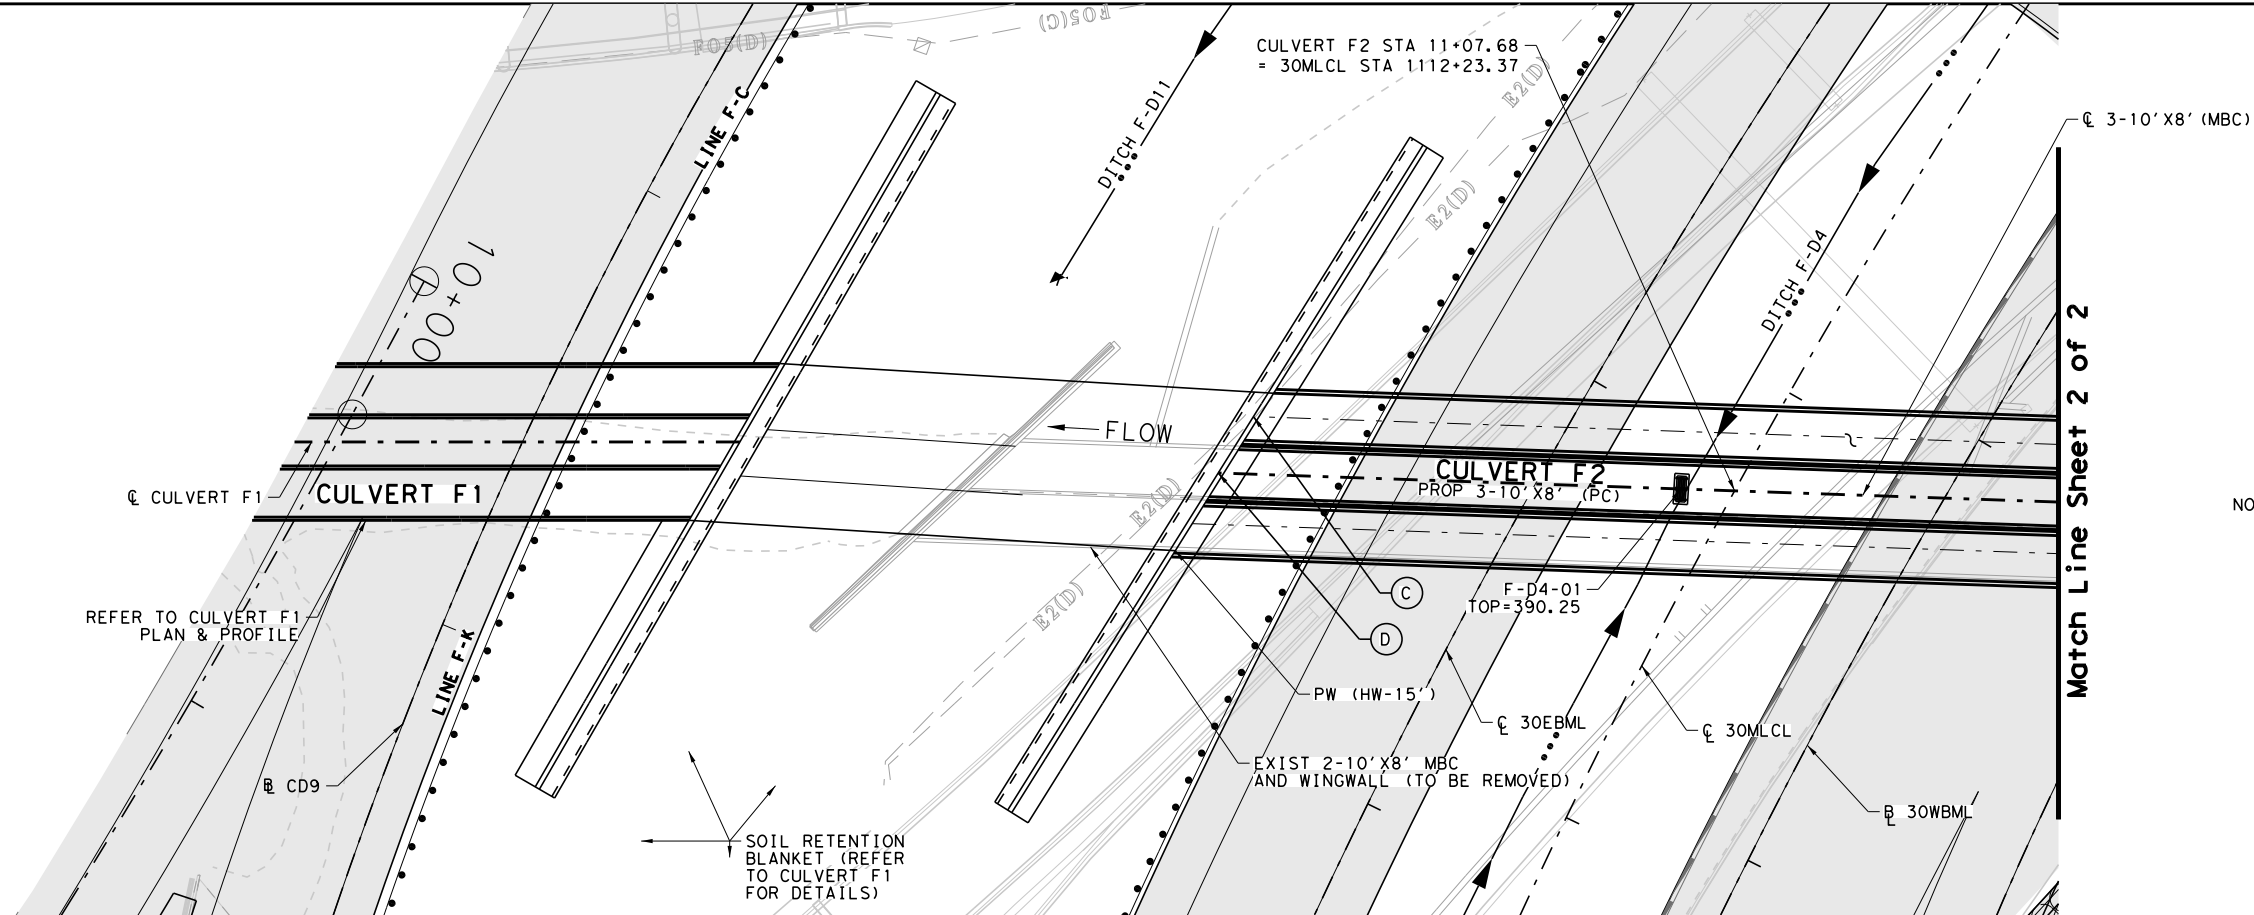 FO5(D)
FO5(C)
LINE F-C
DITCH F-D11
CULVERT F2 STA 11+07.68
= 30MLCL STA 1112+23.37
E2(D)
E2(D)
℄ 3-10'X8' (MBC)
DITCH F-D4
10+00
FLOW
CULVERT F2
PROP 3-10'X8' (PC)
℄ CULVERT F1
CULVERT F1
Match Line Sheet 2 of 2
NO
E2(D)
E2(D)
C
D
F-D4-01
TOP=390.25
REFER TO CULVERT F1
PLAN & PROFILE
LINE F-K
PW (HW-15')
℄ 30EBML
℄ 30MLCL
EXIST 2-10'X8' MBC
AND WINGWALL (TO BE REMOVED)
BL CD9
BL 30WBML
SOIL RETENTION
BLANKET (REFER
TO CULVERT F1
FOR DETAILS)